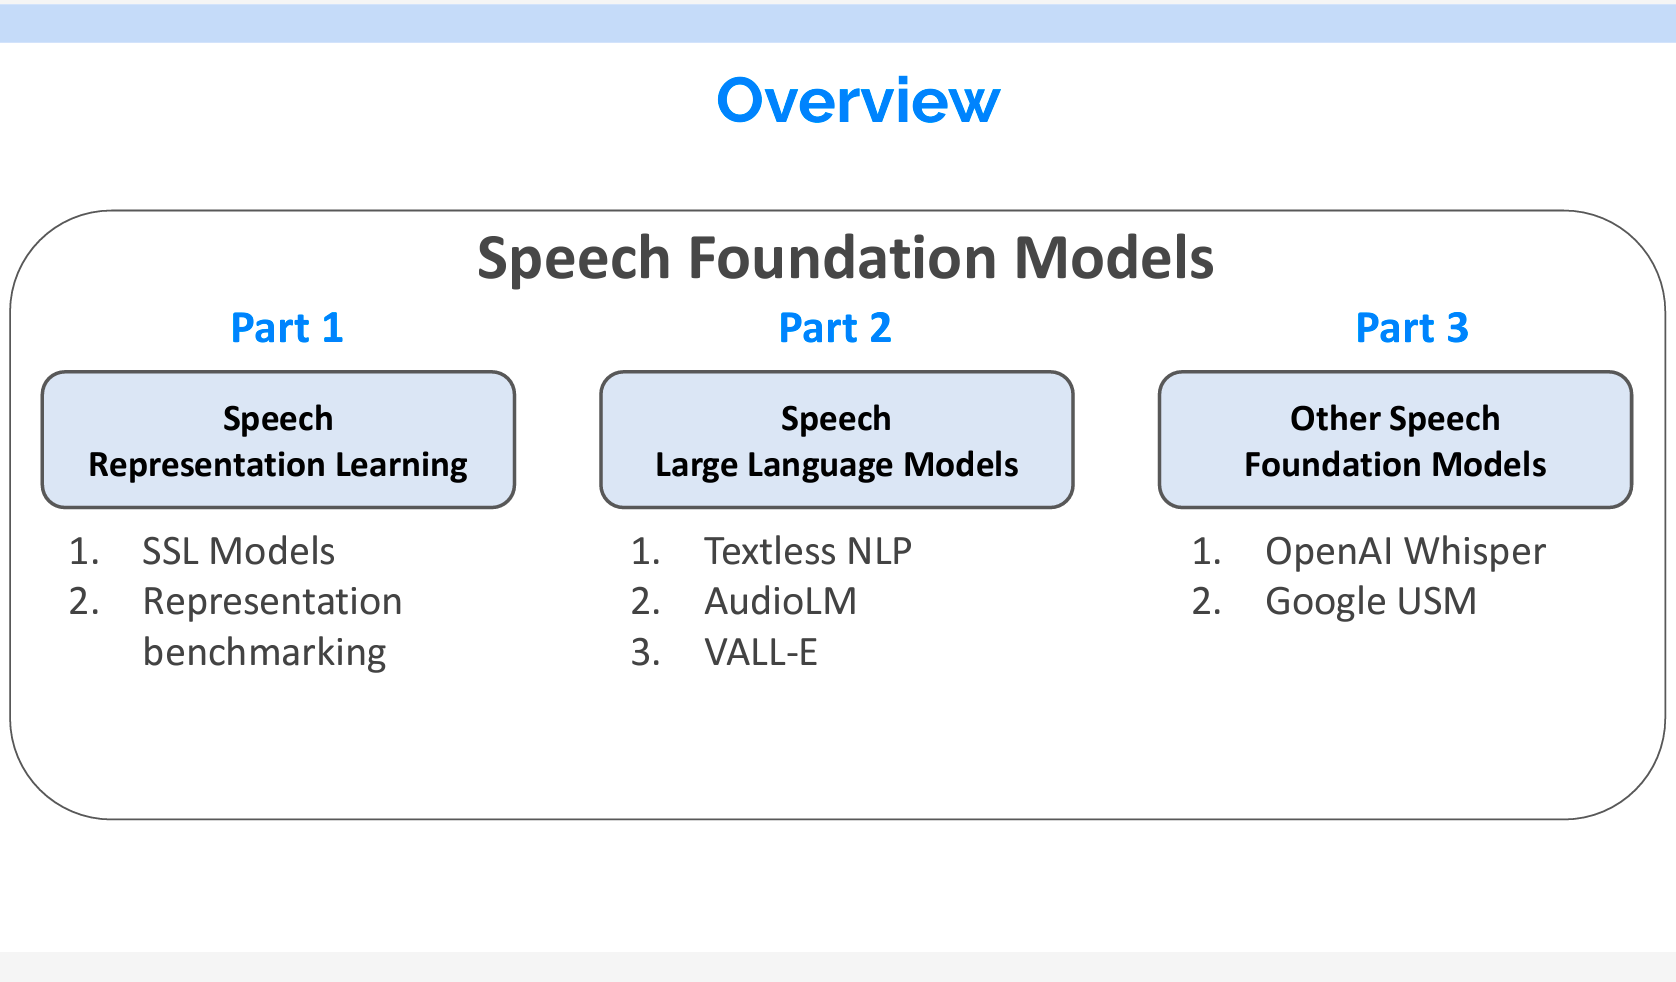 Overview
Speech Foundation Models
Part 1
Speech
Representation Learning
1. SSL Models
2. Representation
benchmarking
Part 2
Speech
Large Language Models
1. Textless NLP
2. AudioLM
3. VALL-E
Part 3
Other Speech
Foundation Models
1. OpenAI Whisper
2. Google USM